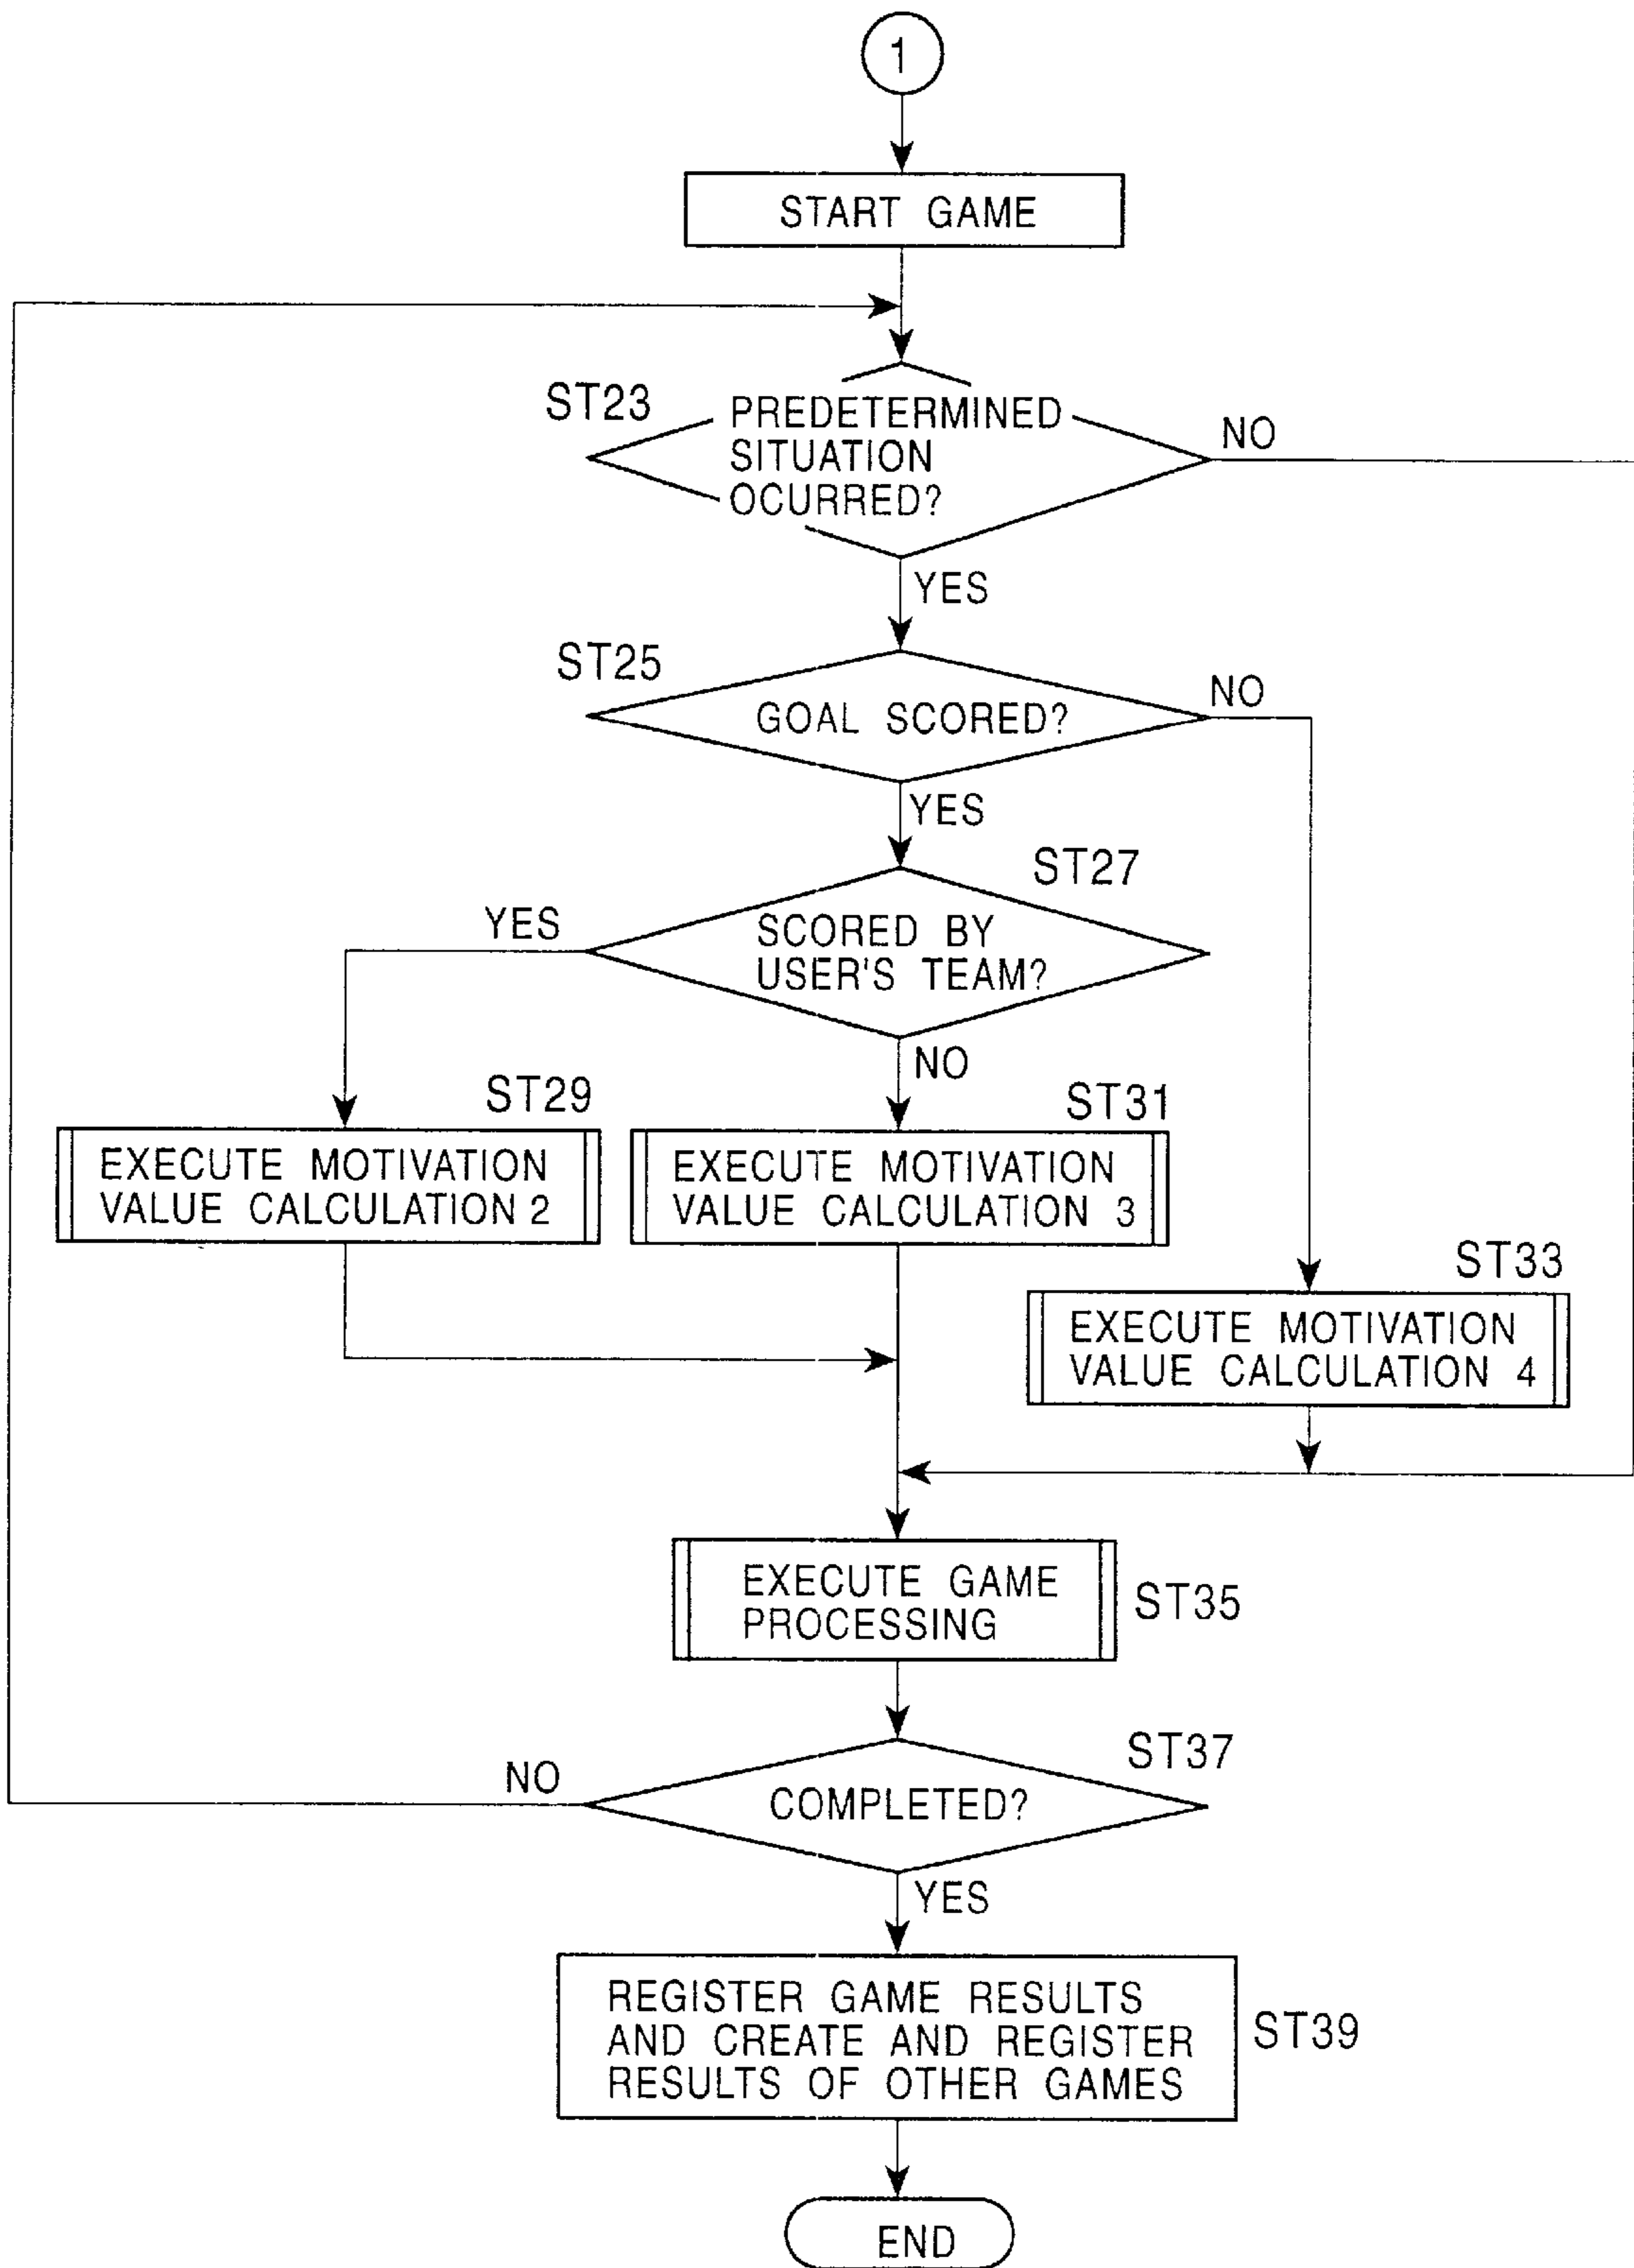 1
START GAME
ST23
PREDETERMINED
SITUATION
OCURRED?
NO
YES
ST25
GOAL SCORED?
NO
YES
ST27
YES
SCORED BY
USER'S TEAM?
NO
ST29
EXECUTE MOTIVATION
VALUE CALCULATION 2
ST31
EXECUTE MOTIVATION
VALUE CALCULATION 3
ST33
EXECUTE MOTIVATION
VALUE CALCULATION 4
EXECUTE GAME
PROCESSING
ST35
ST37
NO
COMPLETED?
YES
REGISTER GAME RESULTS
AND CREATE AND REGISTER
RESULTS OF OTHER GAMES
ST39
END